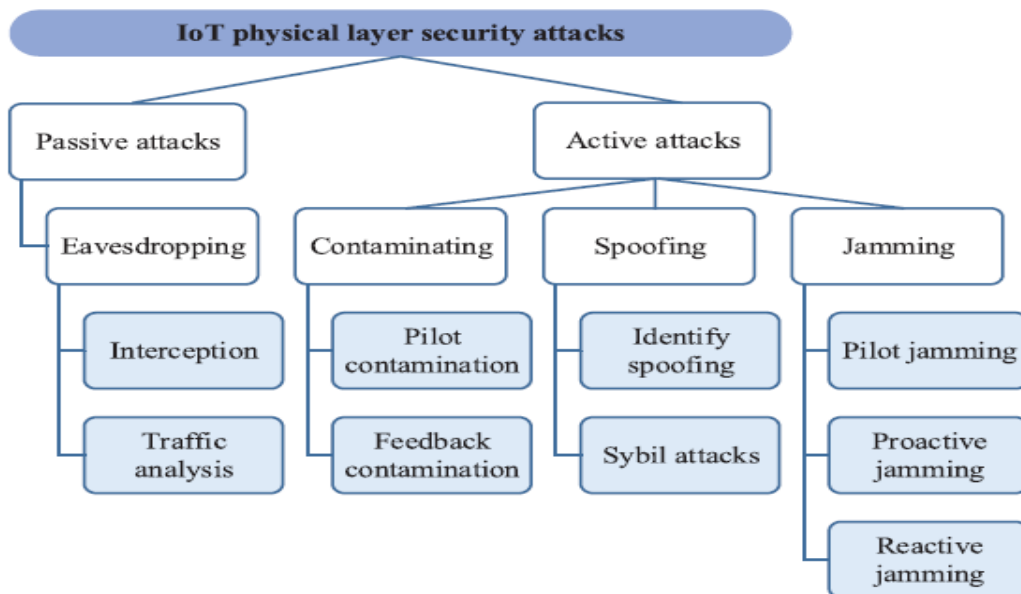 IoT physical layer security attacks
Passive attacks
Active attacks
Eavesdropping
Contaminating
Spoofing
Jamming
Interception
Pilot
contamination
Identify
spoofing
Pilot jamming
Traffic
analysis
Feedback
contamination
Sybil attacks
Proactive
jamming
Reactive
jamming